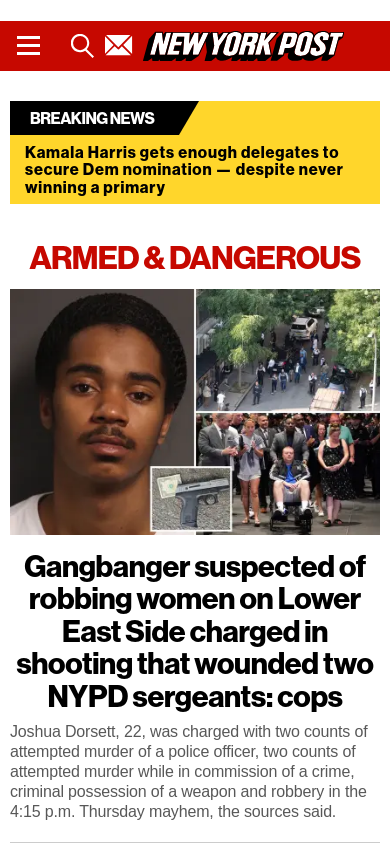 NEW YORK POST
BREAKING NEWS
Kamala Harris gets enough delegates to
secure Dem nomination — despite never
winning a primary
ARMED & DANGEROUS
Gangbanger suspected of
robbing women on Lower
East Side charged in
shooting that wounded two
NYPD sergeants: cops
Joshua Dorsett, 22, was charged with two counts of
attempted murder of a police officer, two counts of
attempted murder while in commission of a crime,
criminal possession of a weapon and robbery in the
4:15 p.m. Thursday mayhem, the sources said.